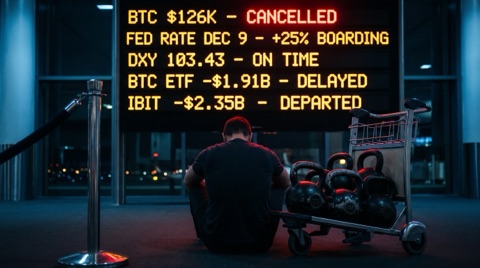 BTC $126K – CANCELLED
FED RATE DEC 9 – +25% BOARDING
DXY 103.43 – ON TIME
BTC ETF -$1.91B – DELAYED
IBIT -$2.35B – DEPARTED